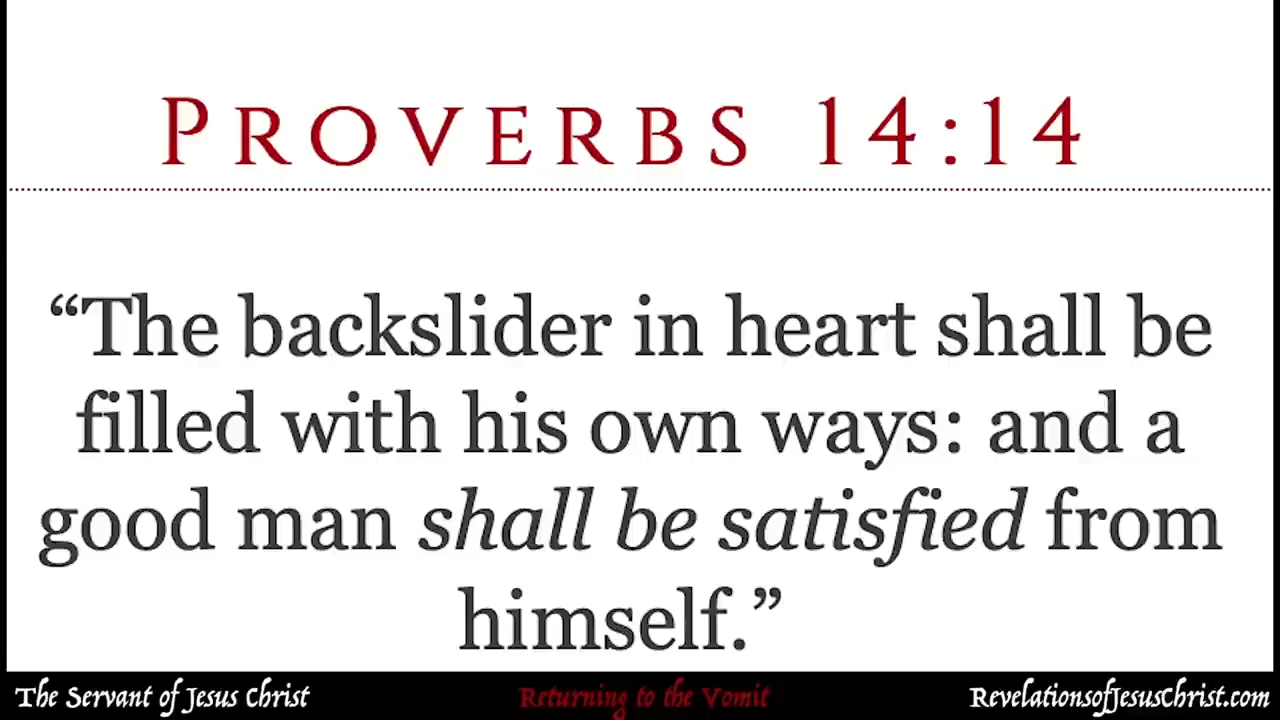 PROVERBS 14:14
“The backslider in heart shall be
filled with his own ways: and a
good man shall be satisfied from
himself.”
The Servant of Jesus Christ
Returning to the Vomit
RevelationsofJesusChrist.com